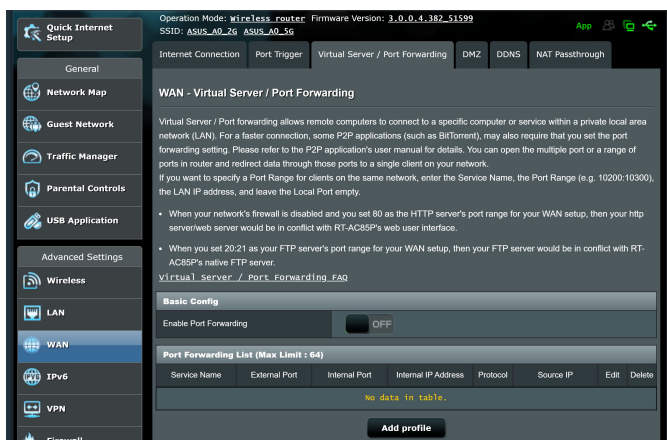 Quick Internet
Setup
Operation Mode: Wireless router Firmware Version: 3.0.0.4.382_51599
SSID: ASUS_A0_2G ASUS_A0_5G
App
General
Network Map
Guest Network
Traffic Manager
Parental Controls
USB Application
Advanced Settings
Wireless
LAN
WAN
IPv6
VPN
Firewall
Internet Connection Port Trigger Virtual Server / Port Forwarding DMZ DDNS NAT Passthrough
WAN - Virtual Server / Port Forwarding
Virtual Server / Port forwarding allows remote computers to connect to a specific computer or service within a private local area
network (LAN). For a faster connection, some P2P applications (such as BitTorrent), may also require that you set the port
forwarding setting. Please refer to the P2P application's user manual for details. You can open the multiple port or a range of
ports in router and redirect data through those ports to a single client on your network.
If you want to specify a Port Range for clients on the same network, enter the Service Name, the Port Range (e.g. 10200:10300),
the LAN IP address, and leave the Local Port empty.
• When your network's firewall is disabled and you set 80 as the HTTP server's port range for your WAN setup, then your http
server/web server would be in conflict with RT-AC85P's web user interface.
• When you set 20:21 as your FTP server's port range for your WAN setup, then your FTP server would be in conflict with RT-
AC85P's native FTP server.
Virtual Server / Port Forwarding FAQ
Basic Config
Enable Port Forwarding OFF
Port Forwarding List (Max Limit : 64)
Service Name External Port Internal Port Internal IP Address Protocol Source IP Edit Delete
No data in table.
Add profile